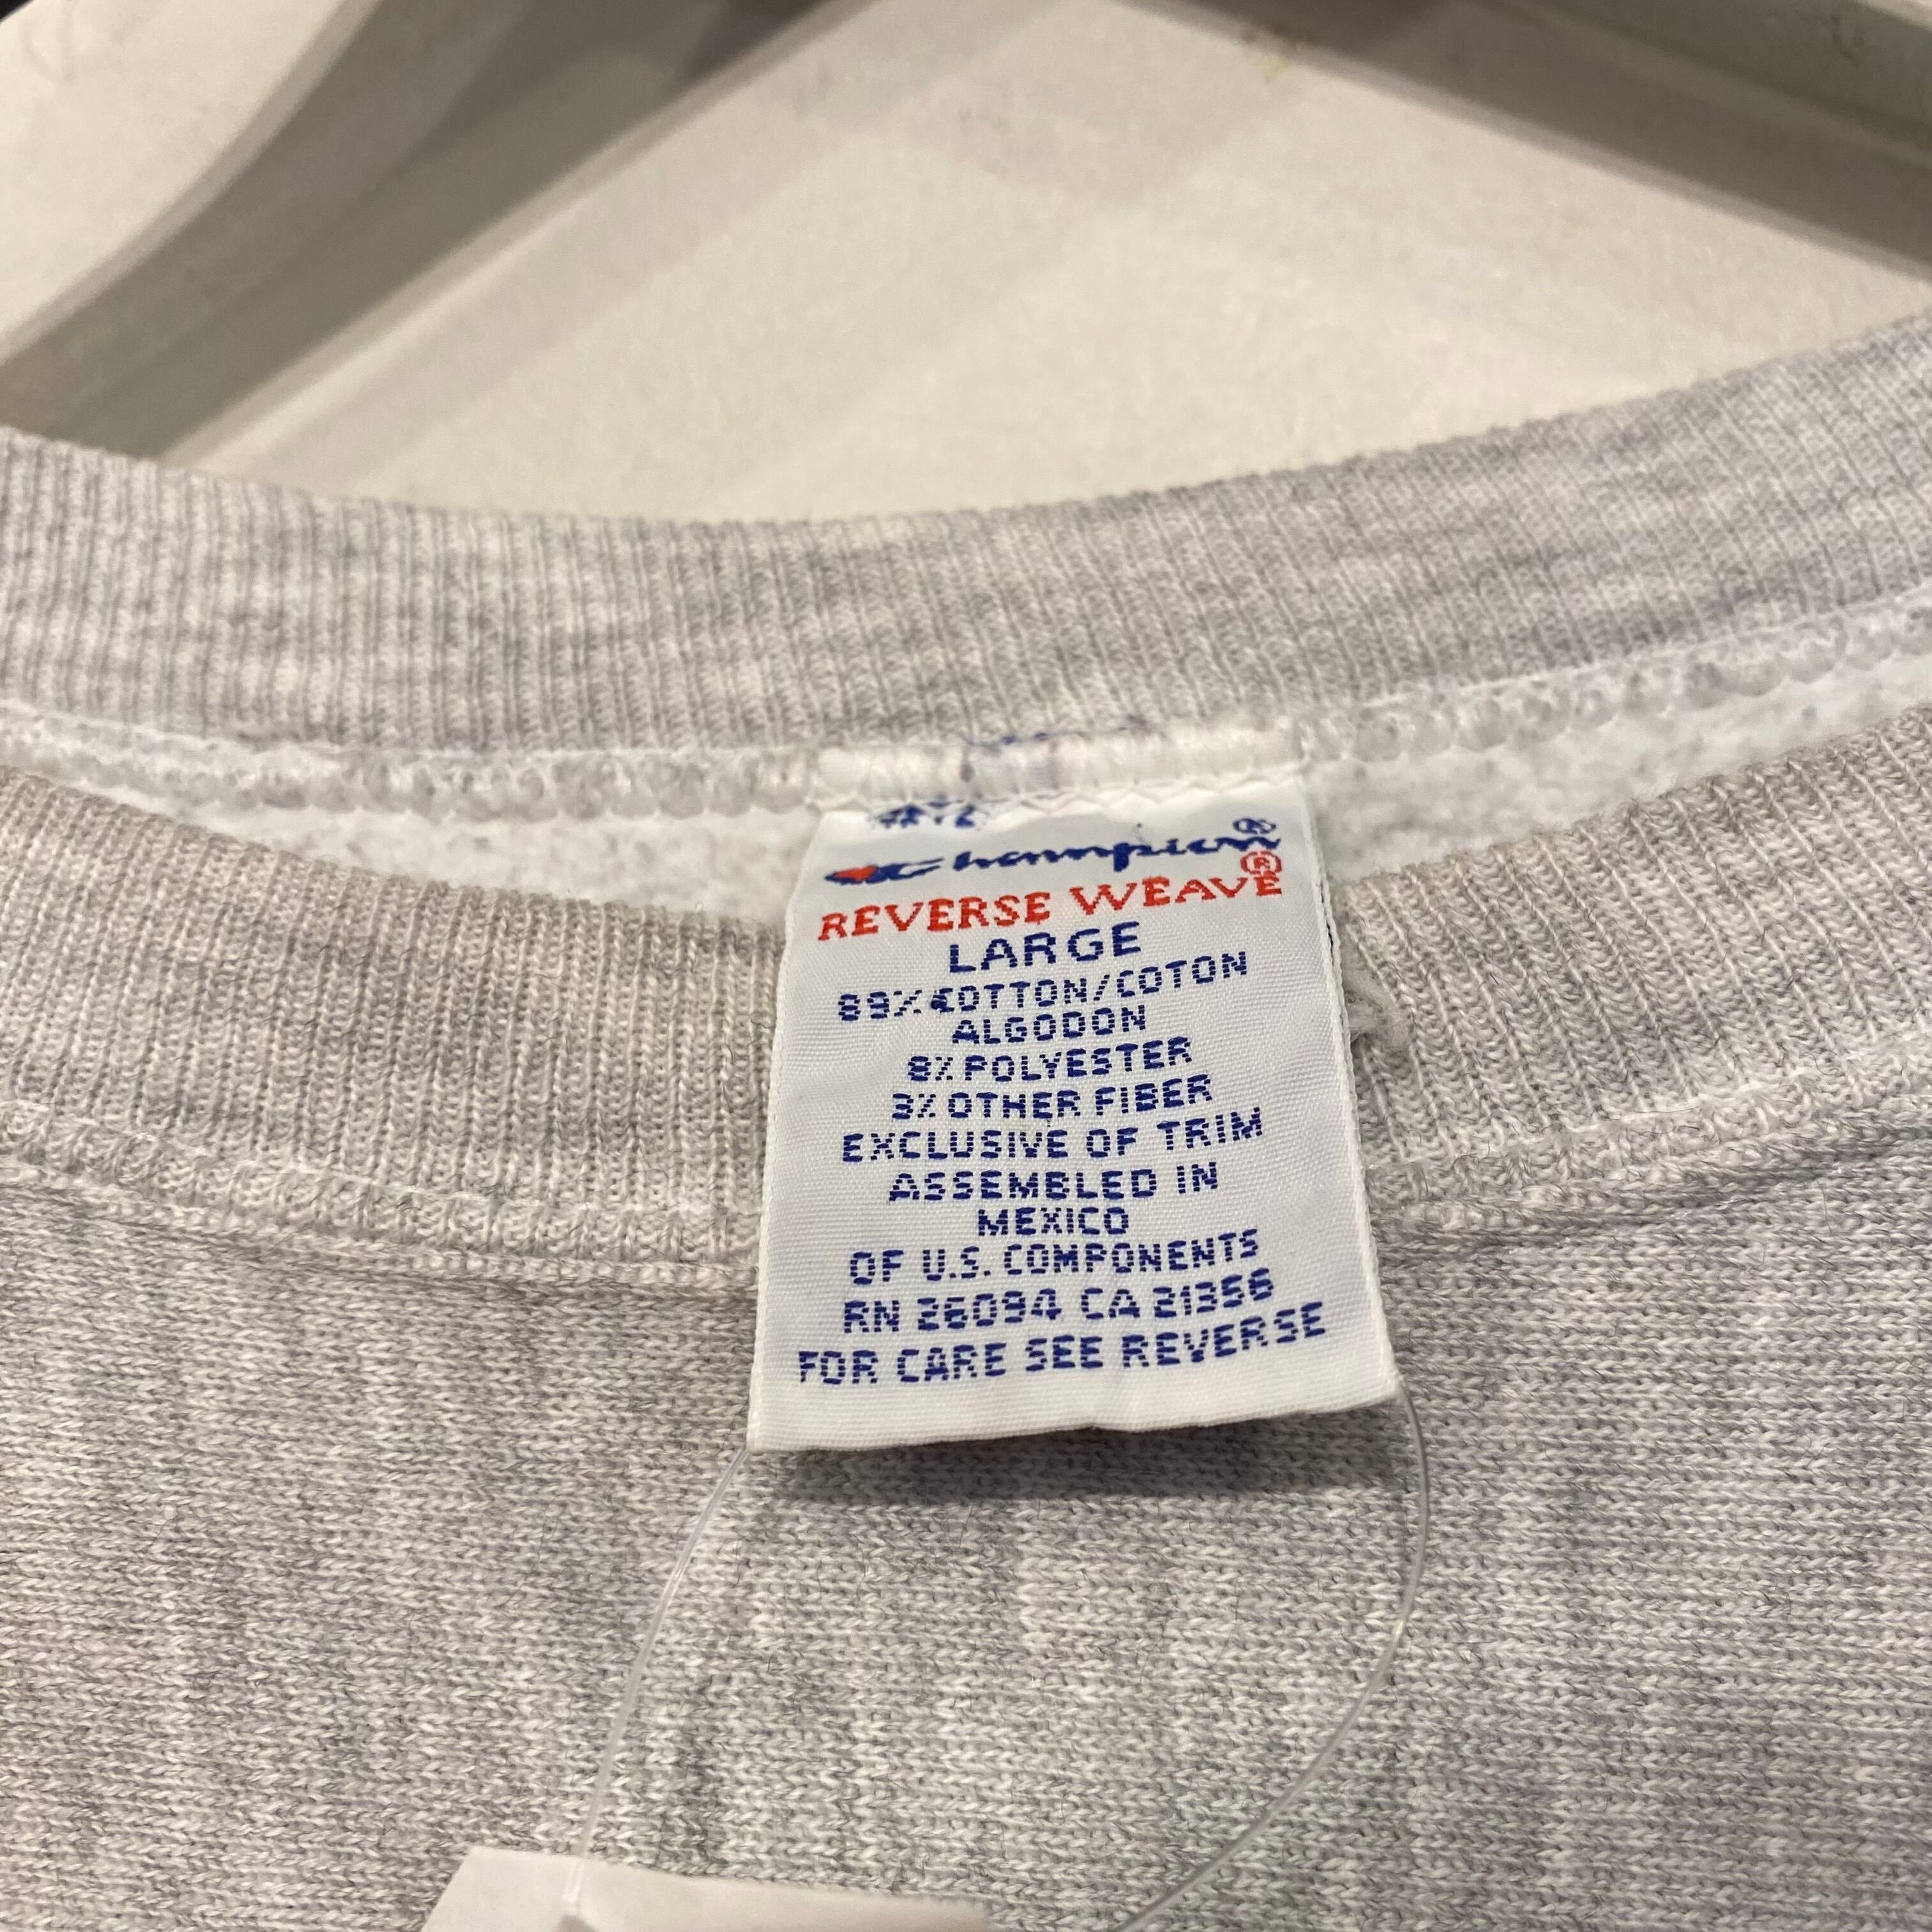 Champion®
REVERSE WEAVE®
LARGE
89% COTTON/COTON
ALGODON
8% POLYESTER
3% OTHER FIBER
EXCLUSIVE OF TRIM
ASSEMBLED IN
MEXICO
OF U.S. COMPONENTS
RN 26094 CA 21356
FOR CARE SEE REVERSE